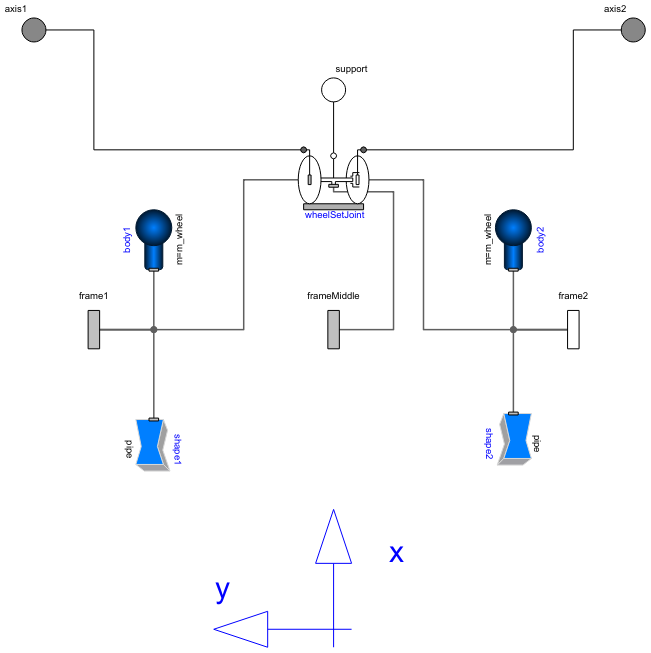 axis1
axis2
support
wheelSetJoint
body1
m=m_wheel
m=m_wheel
body2
frame1
frameMiddle
frame2
pipe
shape1
shape2
pipe
x
y